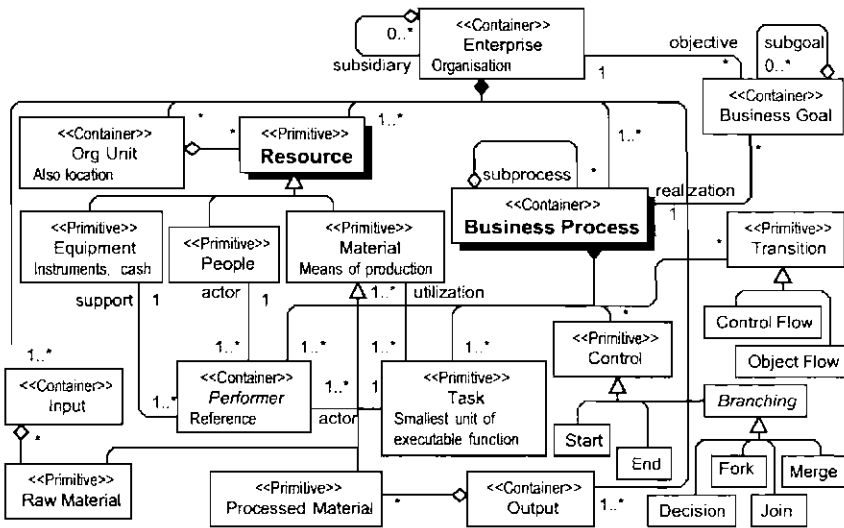 <<Container>>
Enterprise
Organisation
0..*
subsidiary
objective
1
*
subgoal
0..*
<<Container>>
Business Goal
*
<<Container>>
Org Unit
Also location
*
*
<<Primitive>>
Resource
1..*
1..*
subprocess
*
<<Container>>
Business Process
realization
1
<<Primitive>>
Equipment
Instruments, cash
<<Primitive>>
People
<<Primitive>>
Material
Means of production
*
<<Primitive>>
Transition
support
1
actor
1
1..*
utilization
Control Flow
Object Flow
1..*
<<Container>>
Input
*
1..*
1..*
<<Container>>
Performer
Reference
1..*
1..*
actor
1..*
1
1..*
<<Primitive>>
Task
Smallest unit of
executable function
*
<<Primitive>>
Control
Start
End
Branching
Decision
Fork
Join
Merge
<<Primitive>>
Raw Material
<<Primitive>>
Processed Material
*
<<Container>>
Output
1..*